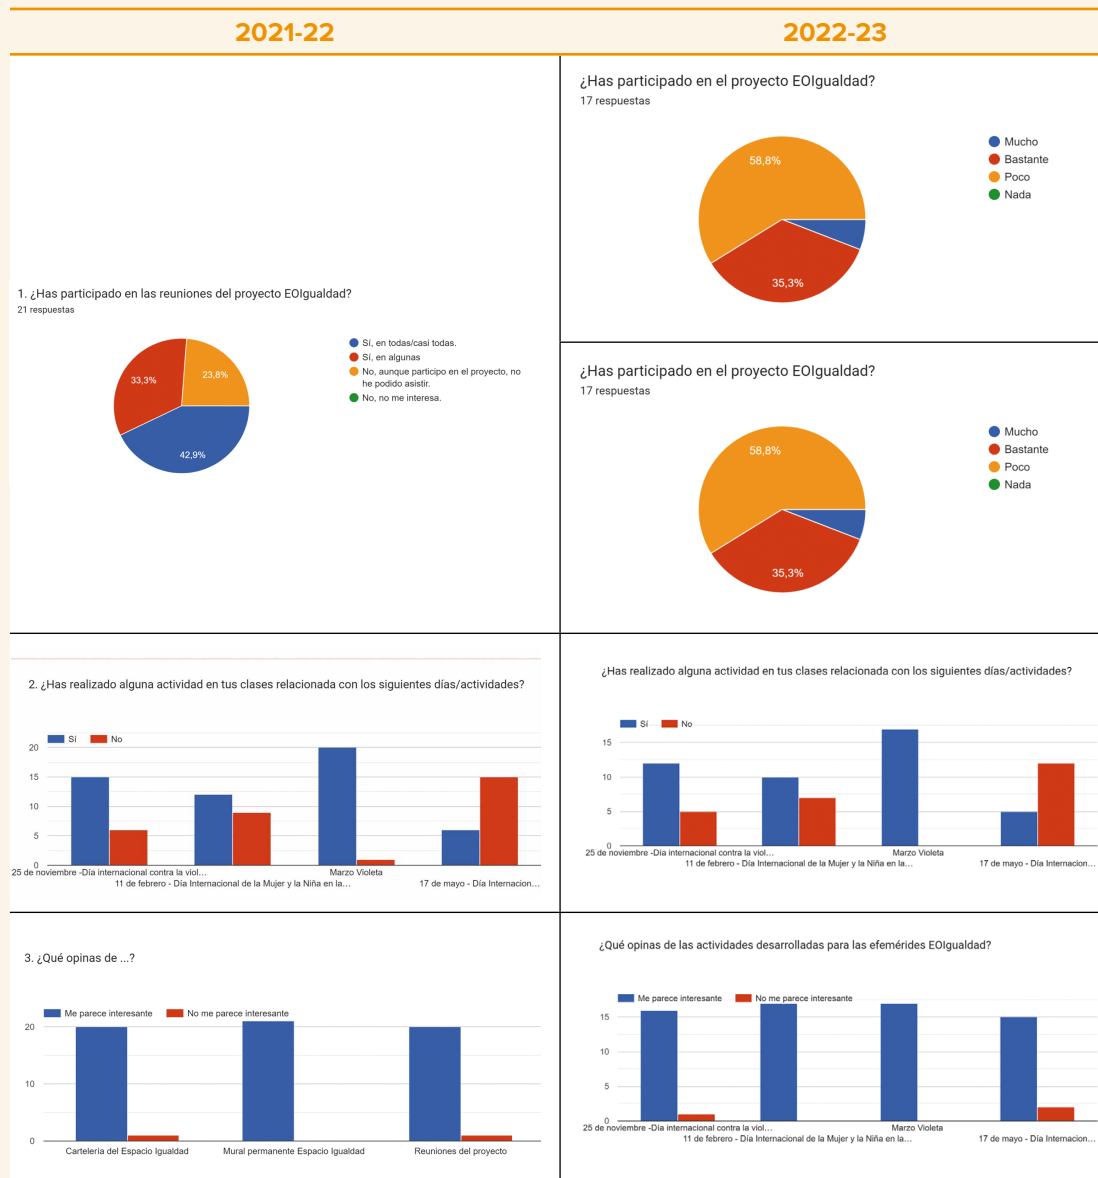 2021-22
2022-23
1. ¿Has participado en las reuniones del proyecto EOIgualdad?
21 respuestas
33,3%
23,8%
42,9%
Sí, en todas/casi todas.
Sí, en algunas
No, aunque participo en el proyecto, no
he podido asistir.
No, no me interesa.
¿Has participado en el proyecto EOIgualdad?
17 respuestas
58,8%
35,3%
Mucho
Bastante
Poco
Nada
¿Has participado en el proyecto EOIgualdad?
17 respuestas
58,8%
35,3%
Mucho
Bastante
Poco
Nada
2. ¿Has realizado alguna actividad en tus clases relacionada con los siguientes días/actividades?
Sí No
20
15
10
5
0
25 de noviembre -Día internacional contra la viol...
11 de febrero - Día Internacional de la Mujer y la Niña en la...
Marzo Violeta
17 de mayo - Día Internacion...
¿Has realizado alguna actividad en tus clases relacionada con los siguientes días/actividades?
Sí No
15
10
5
0
25 de noviembre -Día internacional contra la viol...
11 de febrero - Día Internacional de la Mujer y la Niña en la...
Marzo Violeta
17 de mayo - Día Internacion...
3. ¿Qué opinas de ...?
Me parece interesante No me parece interesante
20
10
0
Cartelería del Espacio Igualdad
Mural permanente Espacio Igualdad
Reuniones del proyecto
¿Qué opinas de las actividades desarrolladas para las efemérides EOIgualdad?
Me parece interesante No me parece interesante
15
10
5
0
25 de noviembre -Día internacional contra la viol...
11 de febrero - Día Internacional de la Mujer y la Niña en la...
Marzo Violeta
17 de mayo - Día Internacion...